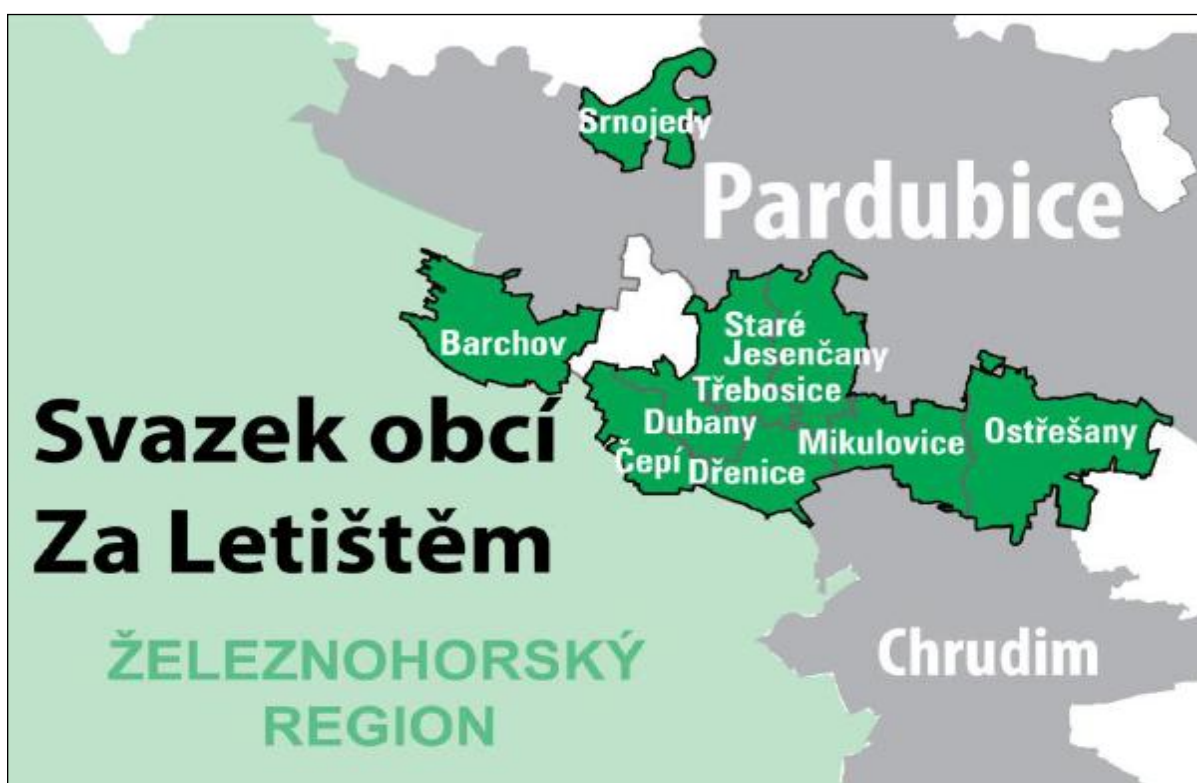 Srnojedy
Pardubice
Barchov
Staré
Jesenčany
Třebosice
Dubany
Mikulovice
Ostřešany
Čepí
Dřenice
Svazek obcí
Za Letištěm
ŽELEZNOHORSKÝ
REGION
Chrudim